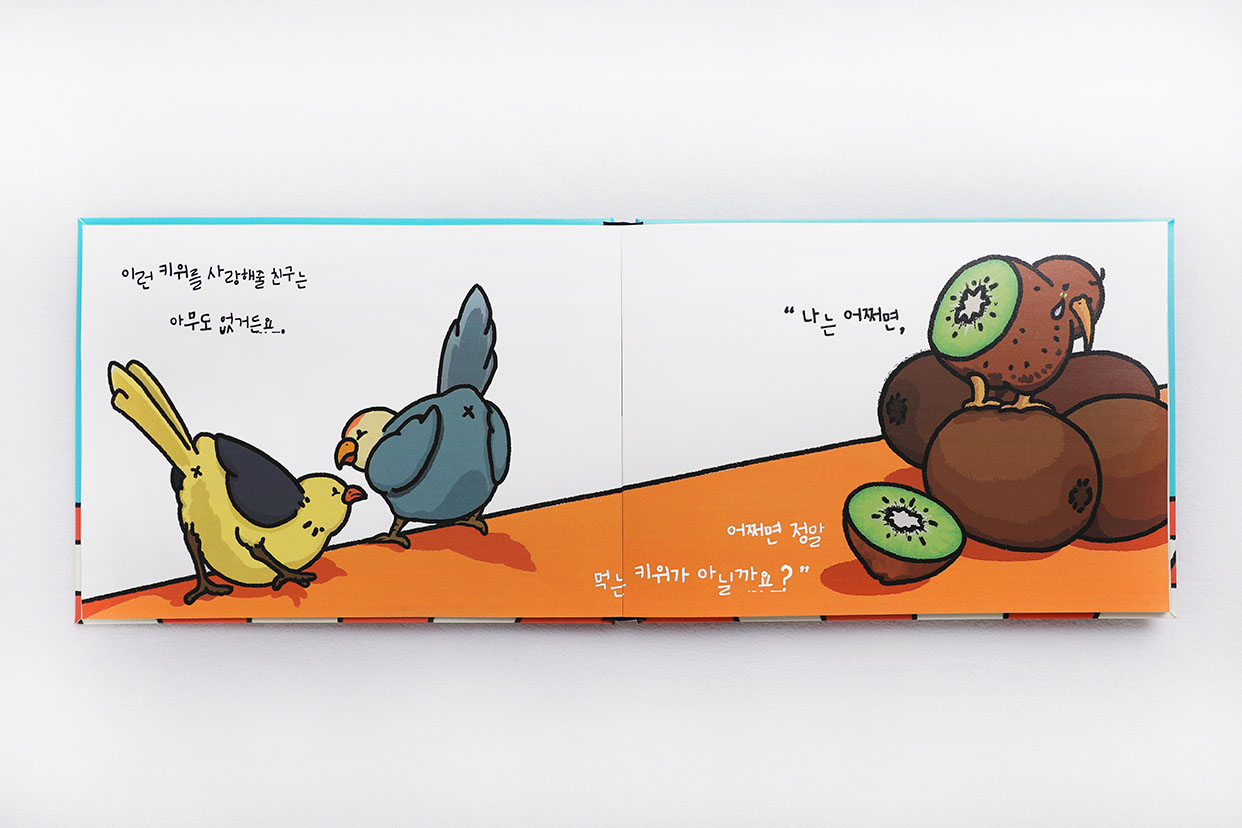 이런 키위를 사랑해줄 친구는
아무도 없거든요.
“ 나는 어쩌면,
어쩌면 정말
먹는 키위가 아닐까요? ”